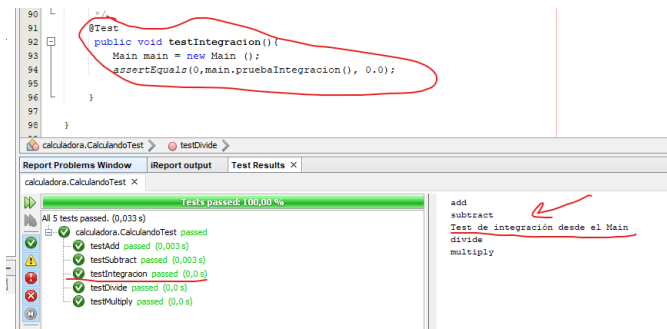 90 */
91 @Test
92 public void testIntegracion(){
93 Main main = new Main ();
94 assertEquals(0,main.pruebaIntegracion(), 0.0);
95
96 }
97
98 }
calculadora.CalculandoTest testDivide
Report Problems Window iReport output Test Results ×
calculadora.CalculandoTest ×
Tests passed: 100,00 %
All 5 tests passed. (0,033 s)
calculadora.CalculandoTest passed
testAdd passed (0,003 s)
testSubtract passed (0,003 s)
testIntegracion passed (0,0 s)
testDivide passed (0,0 s)
testMultiply passed (0,0 s)
add
subtract
Test de integración desde el Main
divide
multiply